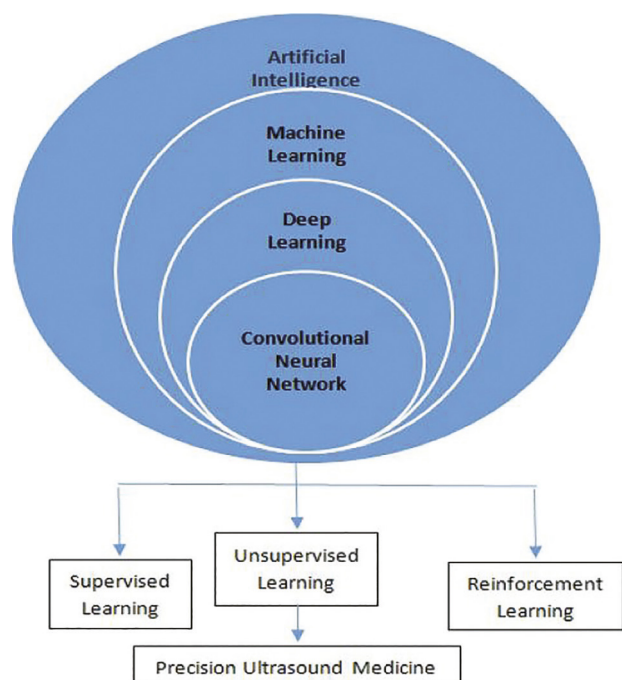 Artificial
Intelligence
Machine
Learning
Deep
Learning
Convolutional
Neural
Network
Supervised
Learning
Unsupervised
Learning
Reinforcement
Learning
Precision Ultrasound Medicine